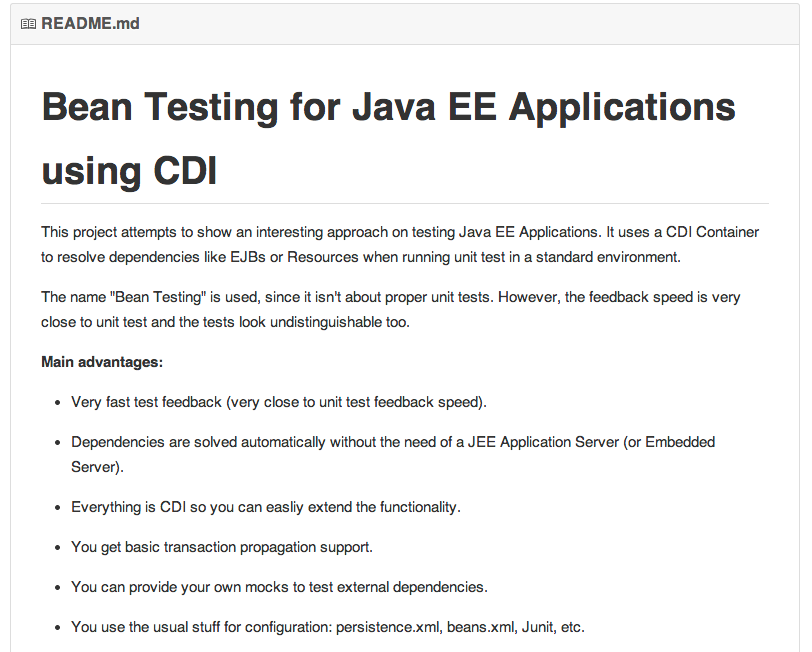 README.md
Bean Testing for Java EE Applications
using CDI
This project attempts to show an interesting approach on testing Java EE Applications. It uses a CDI Container
to resolve dependencies like EJBs or Resources when running unit test in a standard environment.
The name "Bean Testing" is used, since it isn't about proper unit tests. However, the feedback speed is very
close to unit test and the tests look undistinguishable too.
Main advantages:
• Very fast test feedback (very close to unit test feedback speed).
• Dependencies are solved automatically without the need of a JEE Application Server (or Embedded
Server).
• Everything is CDI so you can easliy extend the functionality.
• You get basic transaction propagation support.
• You can provide your own mocks to test external dependencies.
• You use the usual stuff for configuration: persistence.xml, beans.xml, Junit, etc.